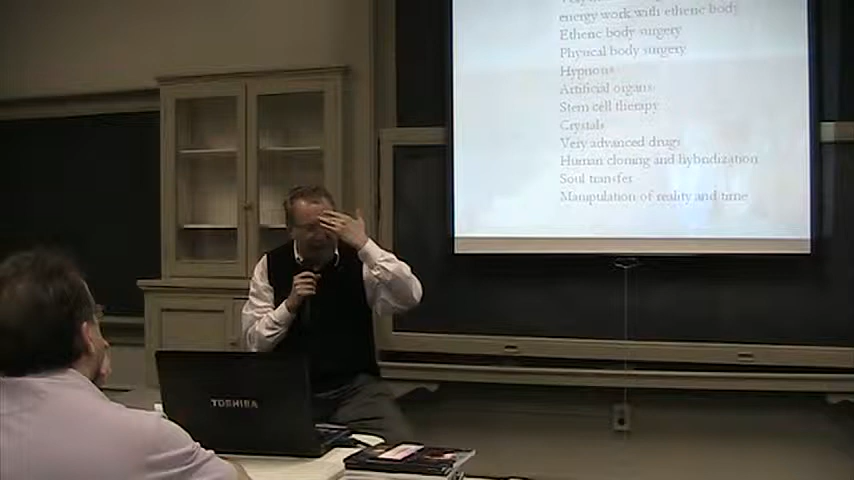 energy work with etheric body
Etheric body surgery
Physical body surgery
Hypnosis
Artificial organs
Stem cell therapy
Crystals
Very advanced drugs
Human cloning and hybridization
Soul transfer
Manipulation of reality and time
TOSHIBA